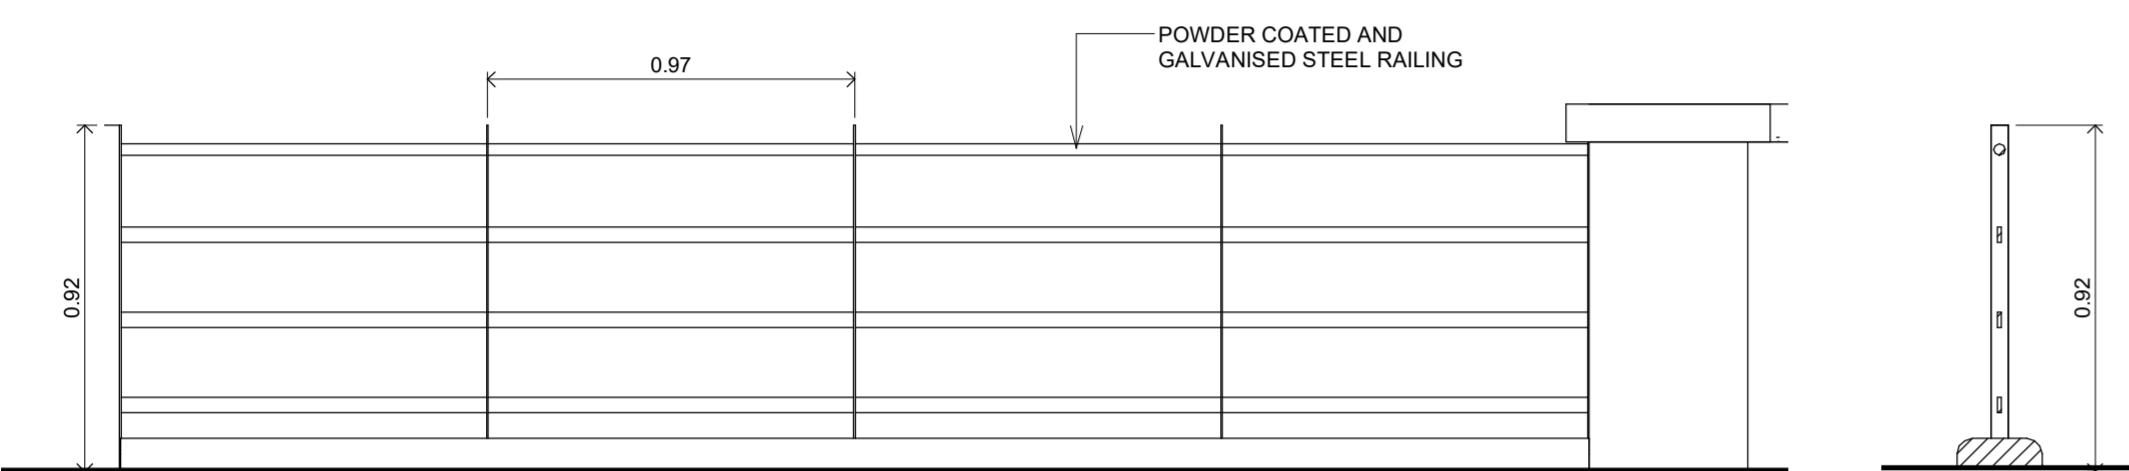 POWDER COATED AND
GALVANISED STEEL RAILING
0.97
0.92
0.92